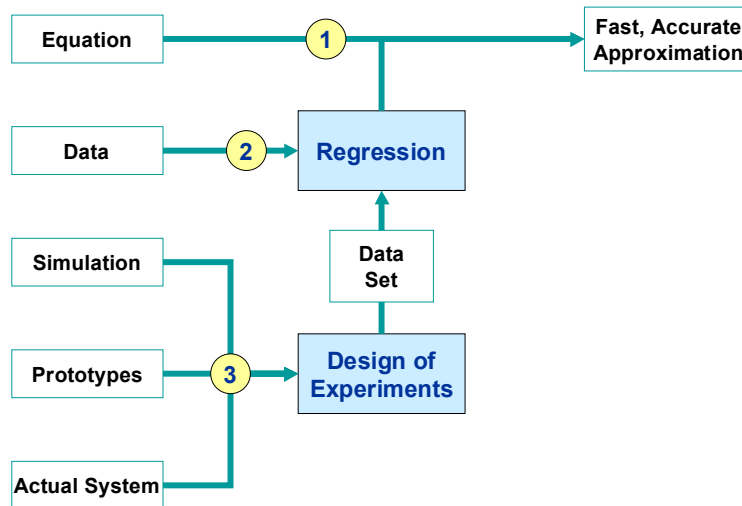 Equation
1
Fast, Accurate
Approximation
Data
2
Regression
Simulation
Data
Set
Prototypes
3
Design of
Experiments
Actual System